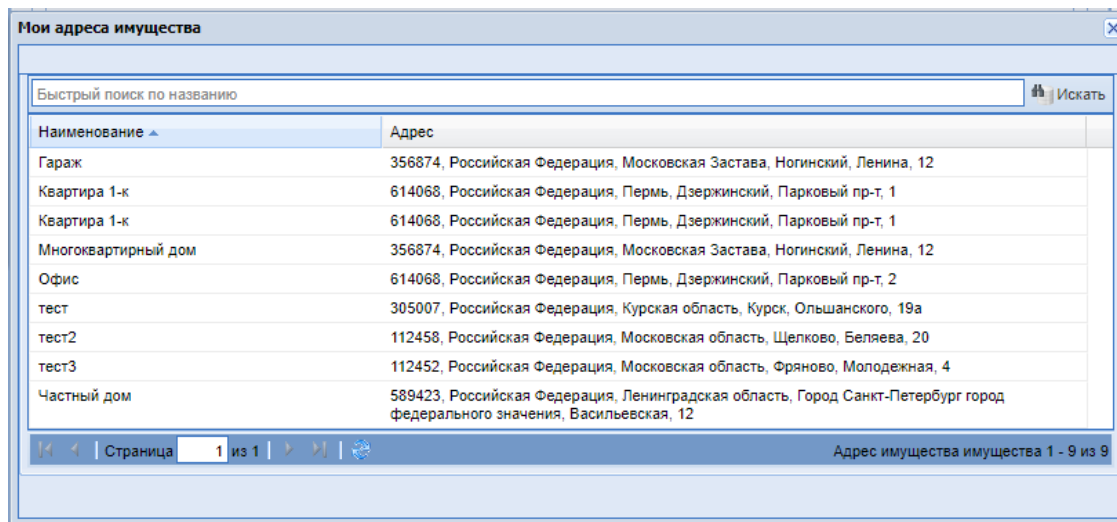 Мои адреса имущества
Быстрый поиск по названию Искать
Наименование Адрес
Гараж 356874, Российская Федерация, Московская Застава, Ногинский, Ленина, 12
Квартира 1-к 614068, Российская Федерация, Пермь, Дзержинский, Парковый пр-т, 1
Квартира 1-к 614068, Российская Федерация, Пермь, Дзержинский, Парковый пр-т, 1
Многоквартирный дом 356874, Российская Федерация, Московская Застава, Ногинский, Ленина, 12
Офис 614068, Российская Федерация, Пермь, Дзержинский, Парковый пр-т, 2
тест 305007, Российская Федерация, Курская область, Курск, Ольшанского, 19а
тест2 112458, Российская Федерация, Московская область, Щелково, Беляева, 20
тест3 112452, Российская Федерация, Московская область, Фряново, Молодежная, 4
Частный дом 589423, Российская Федерация, Ленинградская область, Город Санкт-Петербург город
федерального значения, Васильевская, 12
Страница 1 из 1 Адрес имущества имущества 1 - 9 из 9